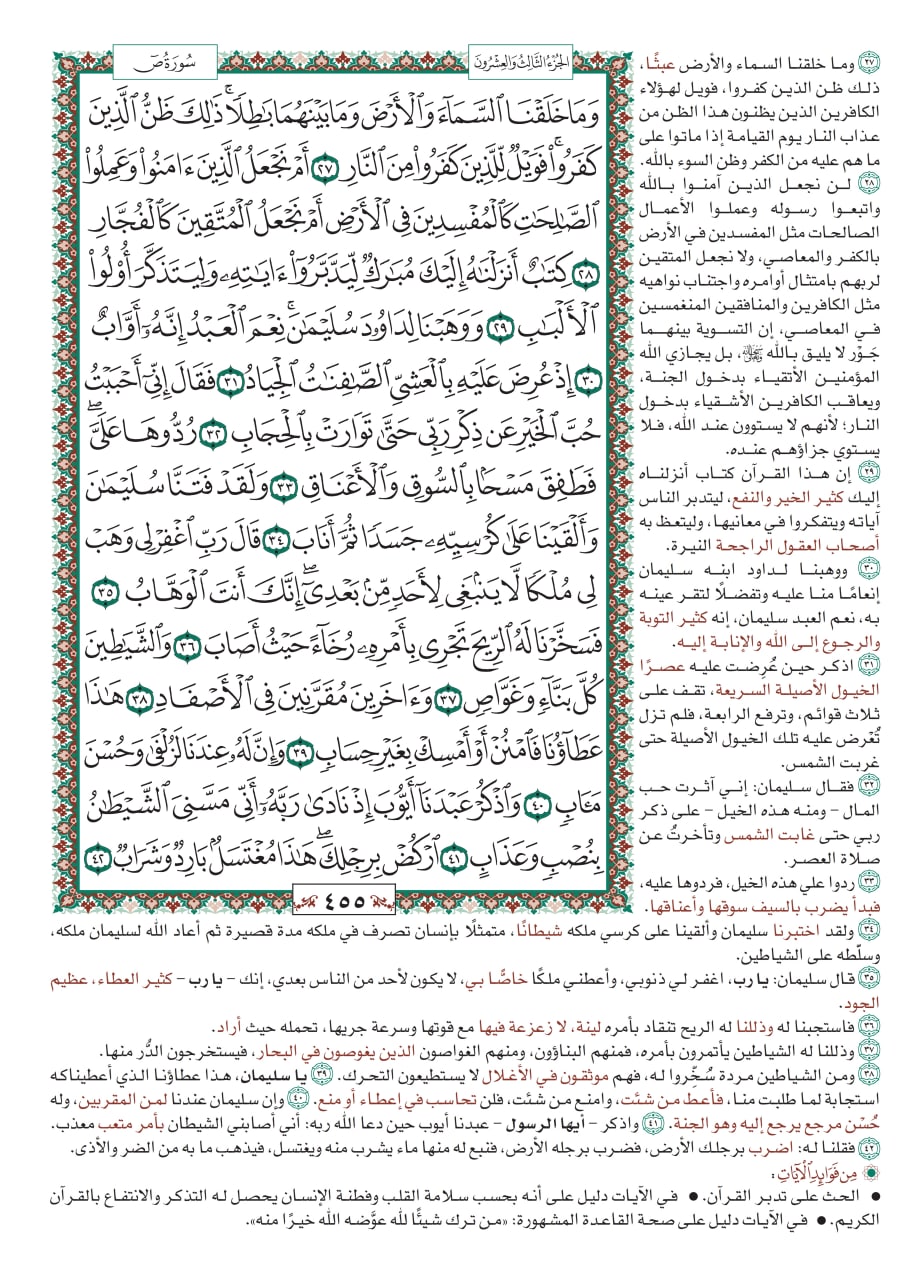 سُورَةُ صٓ
الجُزْءُ الثَّالِثُ وَالعِشْرُونَ
وَمَا خَلَقْنَا ٱلسَّمَآءَ وَٱلْأَرْضَ وَمَا بَيْنَهُمَا بَٰطِلًاۚ ذَٰلِكَ ظَنُّ ٱلَّذِينَ
كَفَرُوا۟ۚ فَوَيْلٌ لِّلَّذِينَ كَفَرُوا۟ مِنَ ٱلنَّارِ ٢٧ أَمْ نَجْعَلُ ٱلَّذِينَ ءَامَنُوا۟ وَعَمِلُوا۟
ٱلصَّٰلِحَٰتِ كَٱلْمُفْسِدِينَ فِى ٱلْأَرْضِ أَمْ نَجْعَلُ ٱلْمُتَّقِينَ كَٱلْفُجَّارِ
٢٨ كِتَٰبٌ أَنزَلْنَٰهُ إِلَيْكَ مُبَٰرَكٌ لِّيَدَّبَّرُوٓا۟ ءَايَٰتِهِۦ وَلِيَتَذَكَّرَ أُو۟لُوا۟
ٱلْأَلْبَٰبِ ٢٩ وَوَهَبْنَا لِدَاوُۥدَ سُلَيْمَٰنَۚ نِعْمَ ٱلْعَبْدُ إِنَّهُۥٓ أَوَّابٌ
٣٠ إِذْ عُرِضَ عَلَيْهِ بِٱلْعَشِىِّ ٱلصَّٰفِنَٰتُ ٱلْجِيَادُ ٣١ فَقَالَ إِنِّىٓ أَحْبَبْتُ
حُبَّ ٱلْخَيْرِ عَن ذِكْرِ رَبِّى حَتَّىٰ تَوَارَتْ بِٱلْحِجَابِ ٣٢ رُدُّوهَا عَلَىَّۖ
فَطَفِقَ مَسْحًۢا بِٱلسُّوقِ وَٱلْأَعْنَاقِ ٣٣ وَلَقَدْ فَتَنَّا سُلَيْمَٰنَ
وَأَلْقَيْنَا عَلَىٰ كُرْسِيِّهِۦ جَسَدًا ثُمَّ أَنَابَ ٣٤ قَالَ رَبِّ ٱغْفِرْ لِى وَهَبْ
لِى مُلْكًا لَّا يَنۢبَغِى لِأَحَدٍ مِّنۢ بَعْدِىٓۖ إِنَّكَ أَنتَ ٱلْوَهَّابُ ٣٥
فَسَخَّرْنَا لَهُ ٱلرِّيحَ تَجْرِى بِأَمْرِهِۦ رُخَآءً حَيْثُ أَصَابَ ٣٦ وَٱلشَّيَٰطِينَ
كُلَّ بَنَّآءٍ وَغَوَّاصٍ ٣٧ وَءَاخَرِينَ مُقَرَّنِينَ فِى ٱلْأَصْفَادِ ٣٨ هَٰذَا
عَطَآؤُنَا فَٱمْنُنْ أَوْ أَمْسِكْ بِغَيْرِ حِسَابٍ ٣٩ وَإِنَّ لَهُۥ عِندَنَا لَزُلْفَىٰ وَحُسْنَ
مَـَٔابٍ ٤٠ وَٱذْكُرْ عَبْدَنَآ أَيُّوبَ إِذْ نَادَىٰ رَبَّهُۥٓ أَنِّى مَسَّنِىَ ٱلشَّيْطَٰنُ
بِنُصْبٍ وَعَذَابٍ ٤١ ٱرْكُضْ بِرِجْلِكَۖ هَٰذَا مُغْتَسَلٌۢ بَارِدٌ وَشَرَابٌ ٤٢
٤٥٥
٢٧ وما خلقنا السماء والأرض عبثًا،
ذلك ظن الذين كفروا، فويل لهؤلاء
الكافرين الذين يظنون هذا الظن من
عذاب النار يوم القيامة إذا ماتوا على
ما هم عليه من الكفر وظن السوء بالله.
٢٨ لن نجعل الذين آمنوا بالله
واتبعوا رسوله وعملوا الأعمال
الصالحات مثل المفسدين في الأرض
بالكفر والمعاصي، ولا نجعل المتقين
لربهم بامتثال أوامره واجتناب نواهيه
مثل الكافرين والمنافقين المنغمسين
في المعاصي، إن التسوية بينهما
جَوْر لا يليق بالله ﷻ، بل يجازي الله
المؤمنين الأتقياء بدخول الجنة،
ويعاقب الكافرين الأشقياء بدخول
النار؛ لأنهم لا يستوون عند الله، فلا
يستوي جزاؤهم عنده.
٢٩ إن هذا القرآن كتاب أنزلناه
إليك كثير الخير والنفع، ليتدبر الناس
آياته ويتفكروا في معانيها، وليتعظ به
أصحاب العقول الراجحة النيرة.
٣٠ ووهبنا لداود ابنه سليمان
إنعامًا منا عليه وتفضلًا لتقر عينه
به، نعم العبد سليمان، إنه كثير التوبة
والرجوع إلى الله والإنابة إليه.
٣١ اذكر حين عُرِضت عليه عصرًا
الخيول الأصيلة السريعة، تقف على
ثلاث قوائم، وترفع الرابعة، فلم تزل
تُعْرض عليه تلك الخيول الأصيلة حتى
غربت الشمس.
٣٢ فقال سليمان: إني آثرت حب
المال – ومنه هذه الخيل – على ذكر
ربي حتى غابت الشمس وتأخرتُ عن
صلاة العصر.
٣٣ ردوا علي هذه الخيل، فردوها عليه،
فبدأ يضرب بالسيف سوقها وأعناقها.
٣٤ ولقد اختبرنا سليمان وألقينا على كرسي ملكه شيطانًا، متمثلًا بإنسان تصرف في ملكه مدة قصيرة ثم أعاد الله لسليمان ملكه،
وسلّطه على الشياطين.
٣٥ قال سليمان: يا رب، اغفر لي ذنوبي، وأعطني ملكًا خاصًّا بي، لا يكون لأحد من الناس بعدي، إنك – يا رب – كثير العطاء، عظيم
الجود.
٣٦ فاستجبنا له وذللنا له الريح تنقاد بأمره لينة، لا زعزعة فيها مع قوتها وسرعة جريها، تحمله حيث أراد.
٣٧ وذللنا له الشياطين يأتمرون بأمره، فمنهم البناؤون، ومنهم الغواصون الذين يغوصون في البحار، فيستخرجون الدُّر منها.
٣٨ ومن الشياطين مردة سُخِّروا له، فهم موثقون في الأغلال لا يستطيعون التحرك. ٣٩ يا سليمان، هذا عطاؤنا الذي أعطيناكه
استجابة لما طلبت منا، فأعط من شئت، وامنع من شئت، فلن تحاسب في إعطاء أو منع. ٤٠ وإن سليمان عندنا لمن المقربين، وله
حُسْن مرجع يرجع إليه وهو الجنة. ٤١ واذكر – أيها الرسول – عبدنا أيوب حين دعا الله ربه: أني أصابني الشيطان بأمر متعب معذب.
٤٢ فقلنا له: اضرب برجلك الأرض، فضرب برجله الأرض، فنبع له منها ماء يشرب منه ويغتسل، فيذهب ما به من الضر والأذى.
مِن فَوَائِدِ الْآيَاتِ:
• الحث على تدبر القرآن. • في الآيات دليل على أنه بحسب سلامة القلب وفطنة الإنسان يحصل له التذكر والانتفاع بالقرآن
الكريم. • في الآيات دليل على صحة القاعدة المشهورة: «من ترك شيئًا لله عوَّضه الله خيرًا منه».